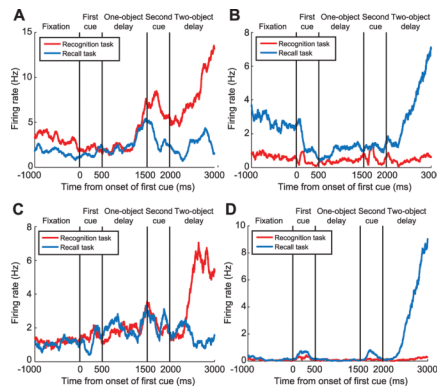 A
First Second Two-object
Fixation cue One-object delay cue delay
Recognition task
Recall task
Firing rate (Hz)
15
10
5
0
-1000 0 500 1500 2000 3000
Time from onset of first cue (ms)
B
First Second Two-object
Fixation cue One-object delay cue delay
Recognition task
Recall task
Firing rate (Hz)
8
6
4
2
0
-1000 0 500 1500 2000 3000
Time from onset of first cue (ms)
C
First Second Two-object
Fixation cue One-object delay cue delay
Recognition task
Recall task
Firing rate (Hz)
8
6
4
2
0
-1000 0 500 1500 2000 3000
Time from onset of first cue (ms)
D
First Second Two-object
Fixation cue One-object delay cue delay
Recognition task
Recall task
Firing rate (Hz)
10
8
6
4
2
0
-1000 0 500 1500 2000 3000
Time from onset of first cue (ms)